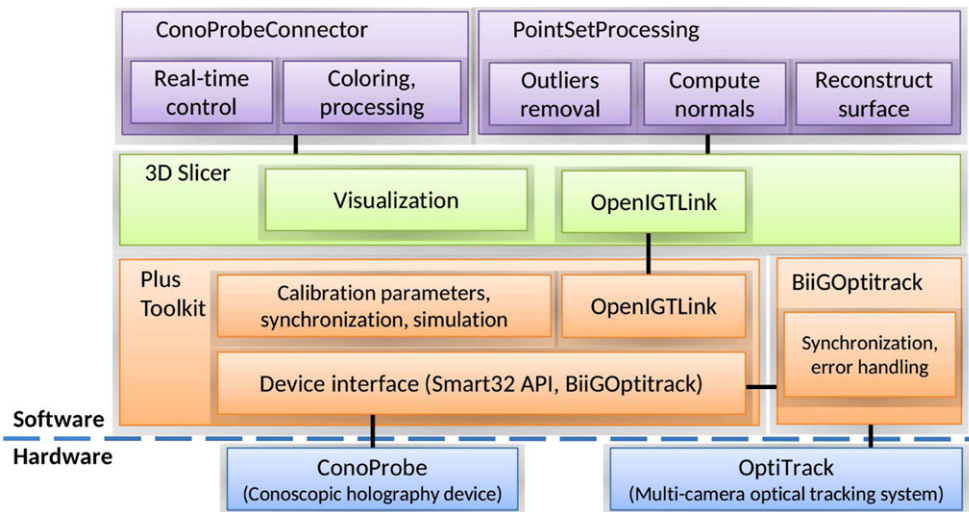 ConoProbeConnector
Real-time
control
Coloring,
processing
PointSetProcessing
Outliers
removal
Compute
normals
Reconstruct
surface
3D Slicer
Visualization
OpenIGTLink
Plus
Toolkit
Calibration parameters,
synchronization, simulation
OpenIGTLink
Device interface (Smart32 API, BiiGOptitrack)
BiiGOptitrack
Synchronization,
error handling
Software
Hardware
ConoProbe
(Conoscopic holography device)
OptiTrack
(Multi-camera optical tracking system)